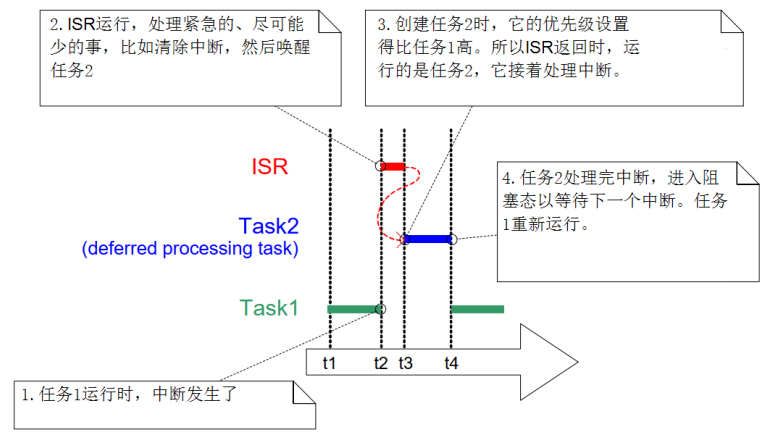 2.ISR运行，处理紧急的、尽可能
少的事，比如清除中断，然后唤醒
任务2
3.创建任务2时，它的优先级设置
得比任务1高。所以ISR返回时，运
行的是任务2，它接着处理中断。
ISR
4.任务2处理完中断，进入阻
塞态以等待下一个中断。任务
1重新运行。
Task2
(deferred processing task)
Task1
t1 t2 t3 t4
1.任务1运行时，中断发生了